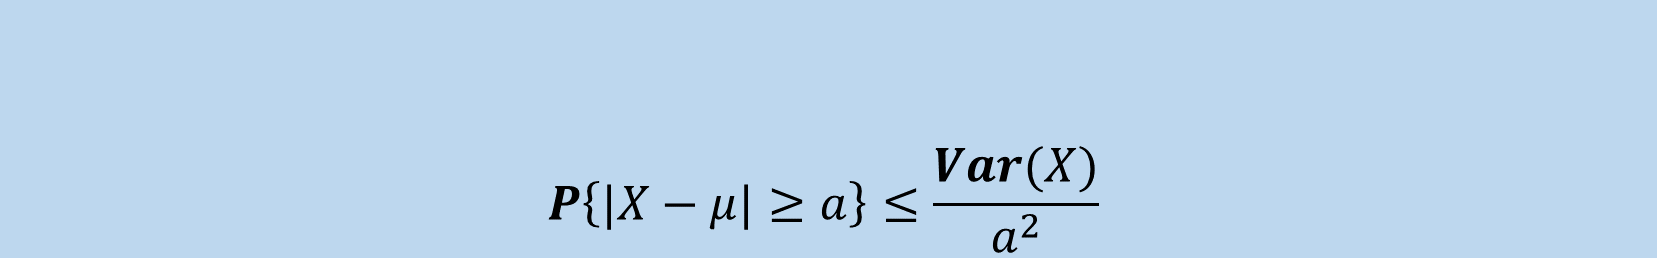 P{|X − μ| ≥ a} ≤ Var(X)/a²